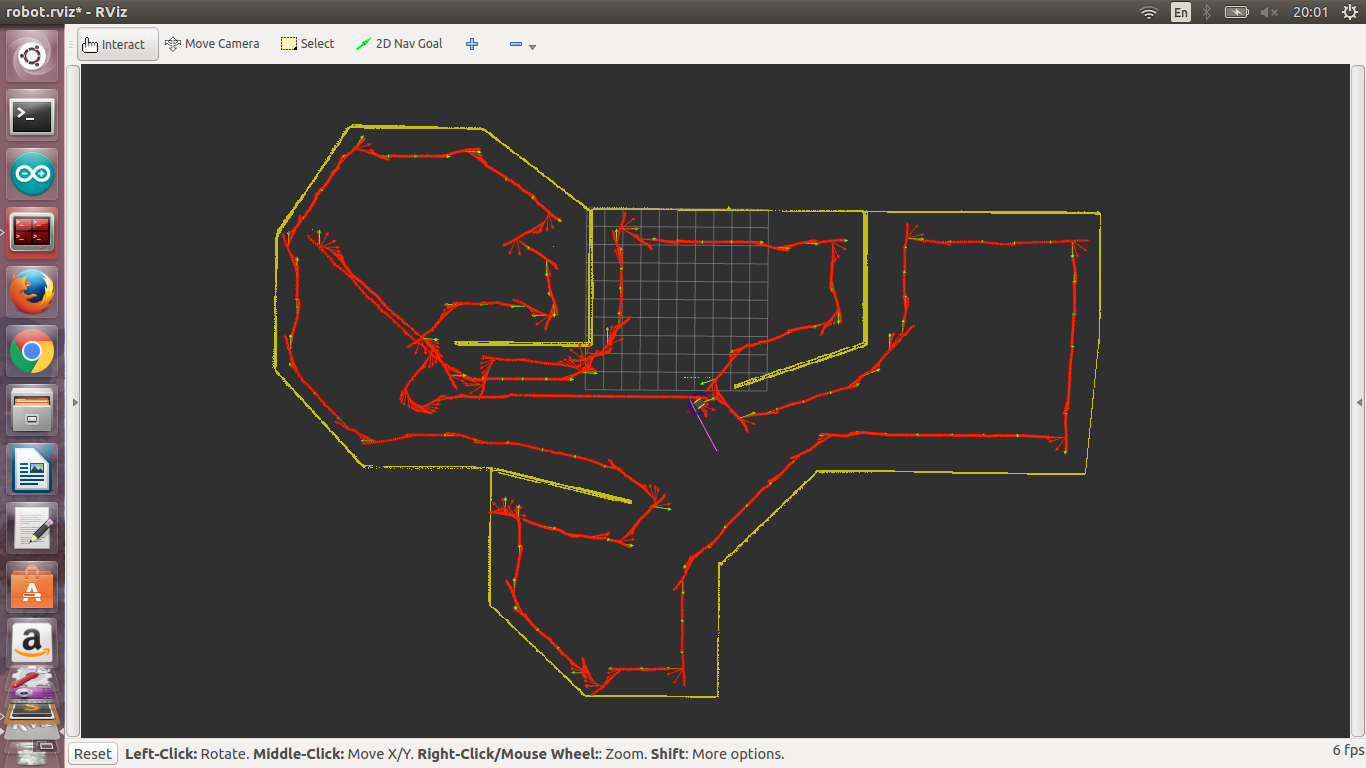 robot.rviz* - RViz
En
20:01
Interact
Move Camera
Select
2D Nav Goal
Reset
Left-Click: Rotate. Middle-Click: Move X/Y. Right-Click/Mouse Wheel:: Zoom. Shift: More options.
6 fps